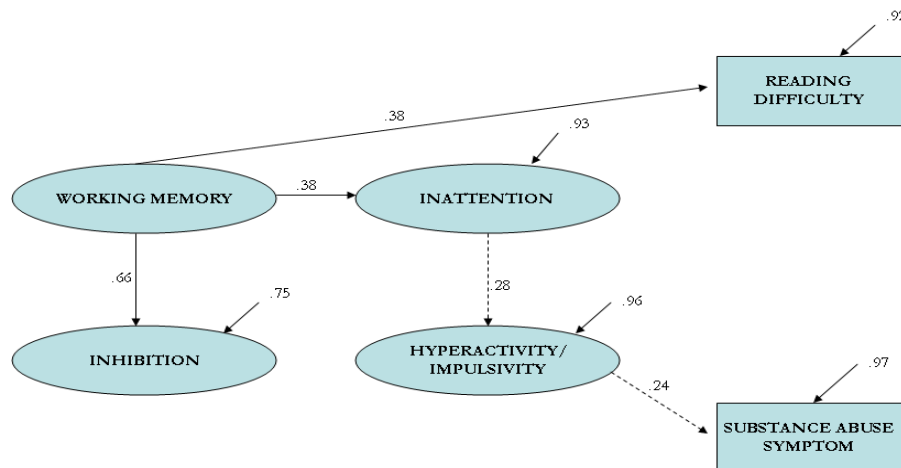 .92
READING
DIFFICULTY
.38
.93
WORKING MEMORY
.38
INATTENTION
.66
.28
.75
.96
INHIBITION
HYPERACTIVITY/
IMPULSIVITY
.24
.97
SUBSTANCE ABUSE
SYMPTOM